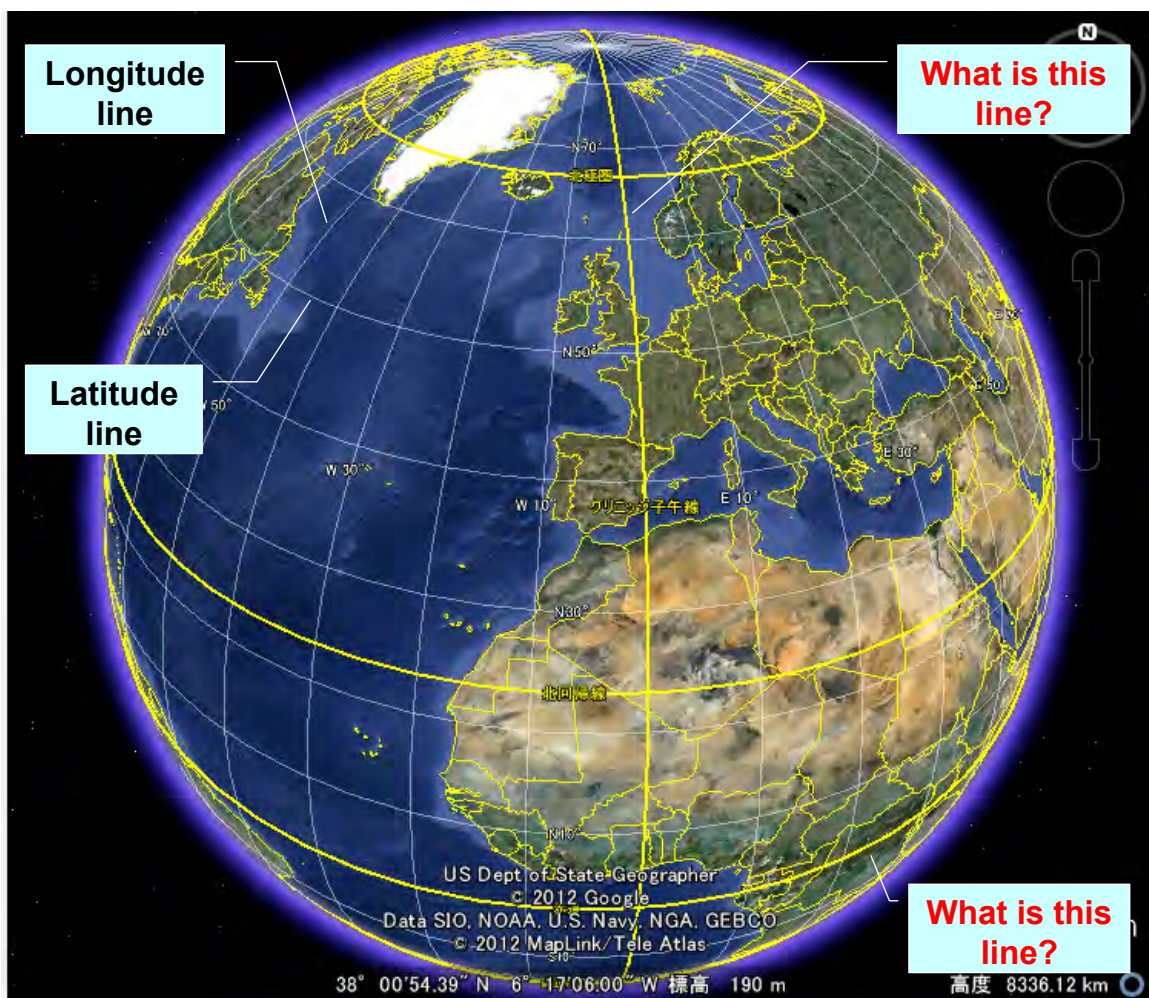 N
Longitude
line
What is this
line?
N70°
北極圏
W 70°
N50°
E 50°
Latitude
line
W 50°
W 30°
E 30°
W 10°
クリニッジ子午線
E 10°
N30°
北回帰線
N10°
US Dept of State Geographer
© 2012 Google
Data SIO, NOAA, U.S. Navy, NGA, GEBCO
© 2012 MapLink/Tele Atlas
S10°
What is this
line?
38° 00'54.39" N 6° 17'06.00" W 標高 190 m
高度 8336.12 km